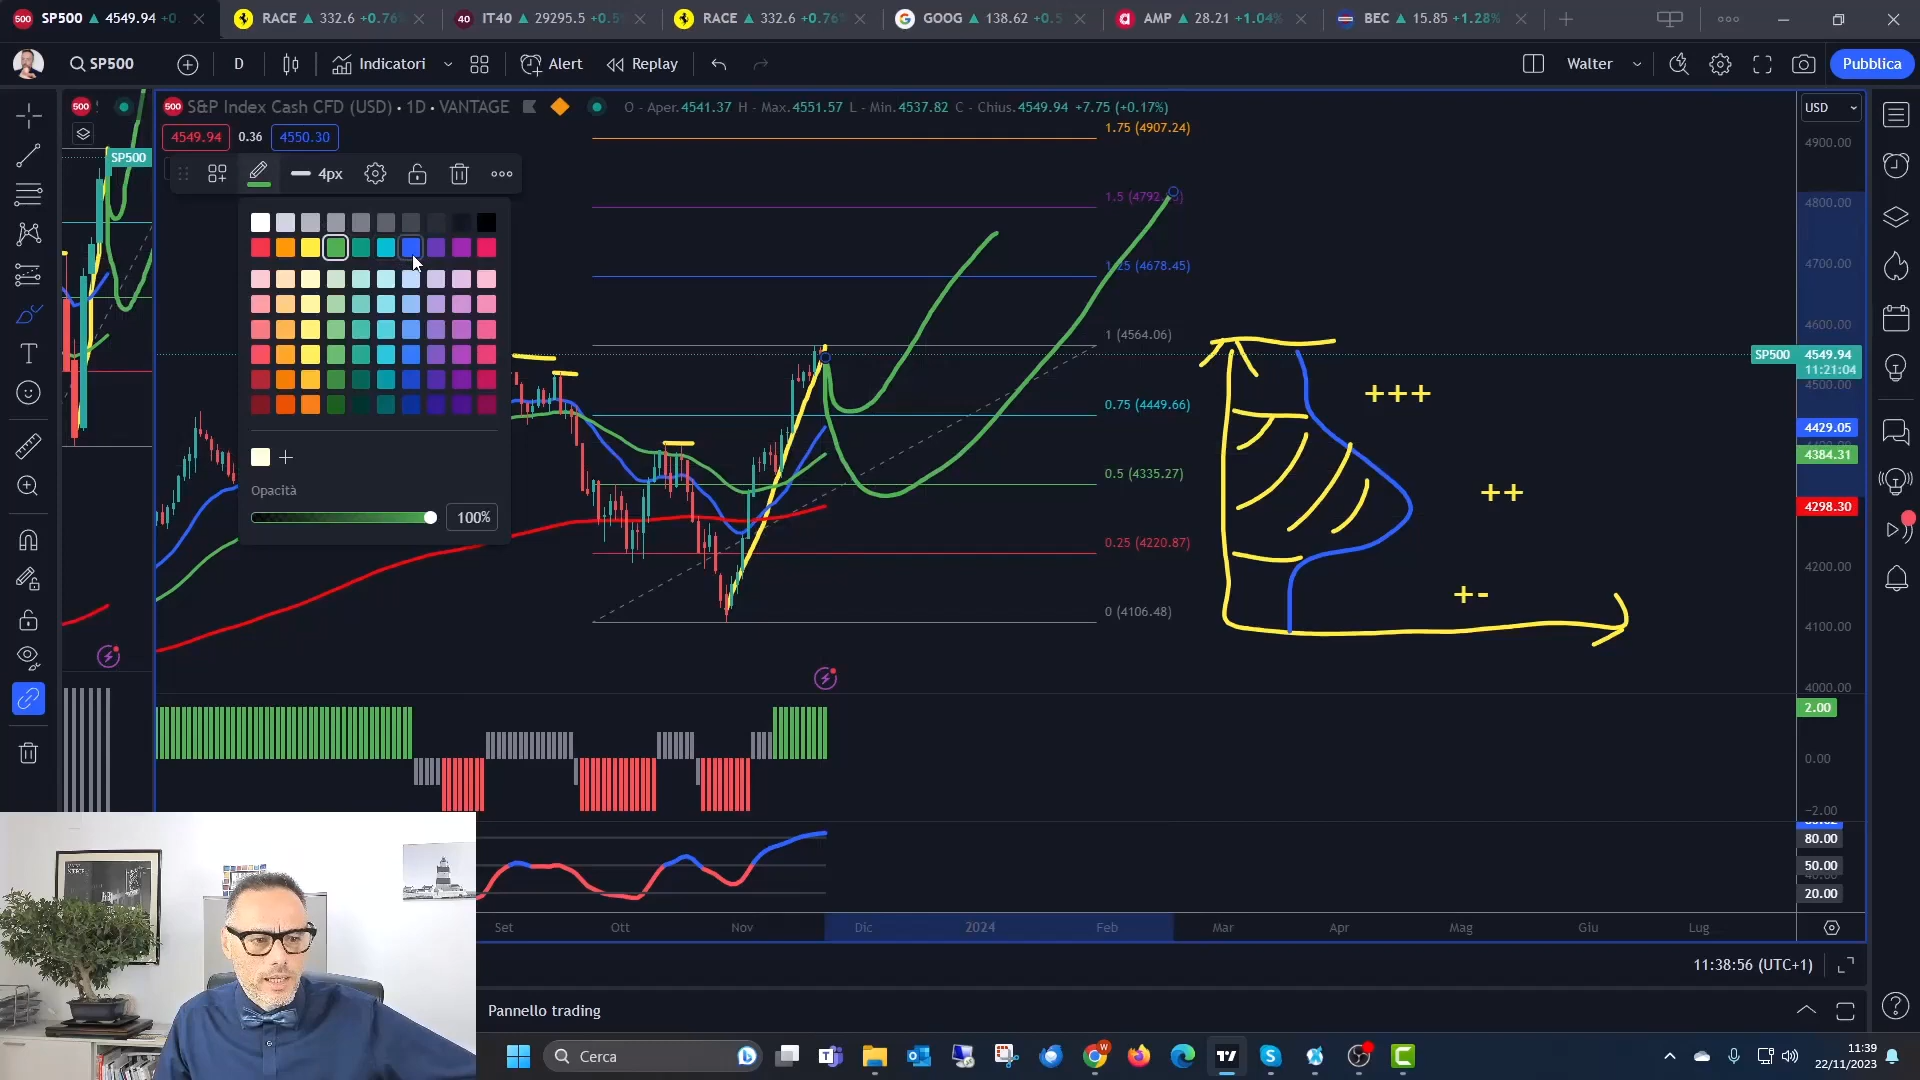 SP500 ▲ 4549.94 +0.
RACE ▲ 332.6 +0.76%
IT40 ▲ 29295.5 +0.5
RACE ▲ 332.6 +0.76%
GOOG ▲ 138.62 +0.5
AMP ▲ 28.21 +1.04%
BEC ▲ 15.85 +1.28%
SP500
D
Indicatori
Alert
Replay
Walter
Pubblica
S&P Index Cash CFD (USD) • 1D • VANTAGE
O - Aper. 4541.37 H - Max. 4551.57 L - Min. 4537.82 C - Chius. 4549.94 +7.75 (+0.17%)
USD
4549.94 0.36 4550.30
4px
SP500
Opacità
100%
1.75 (4907.24)
1.25 (4678.45)
1 (4564.06)
0.75 (4449.66)
0.5 (4335.27)
0.25 (4220.87)
0 (4106.48)
+++
++
+-
4900.00
4800.00
4700.00
4600.00
SP500 4549.94
11:21:04
4500.00
4429.05
4384.31
4298.30
4200.00
4100.00
4000.00
2.00
0.00
−2.00
80.00
50.00
20.00
Set Ott Nov Dic 2024 Feb Mar Apr Mag Giu Lug
11:38:56 (UTC+1)
Pannello trading
Cerca
11:39
22/11/2023